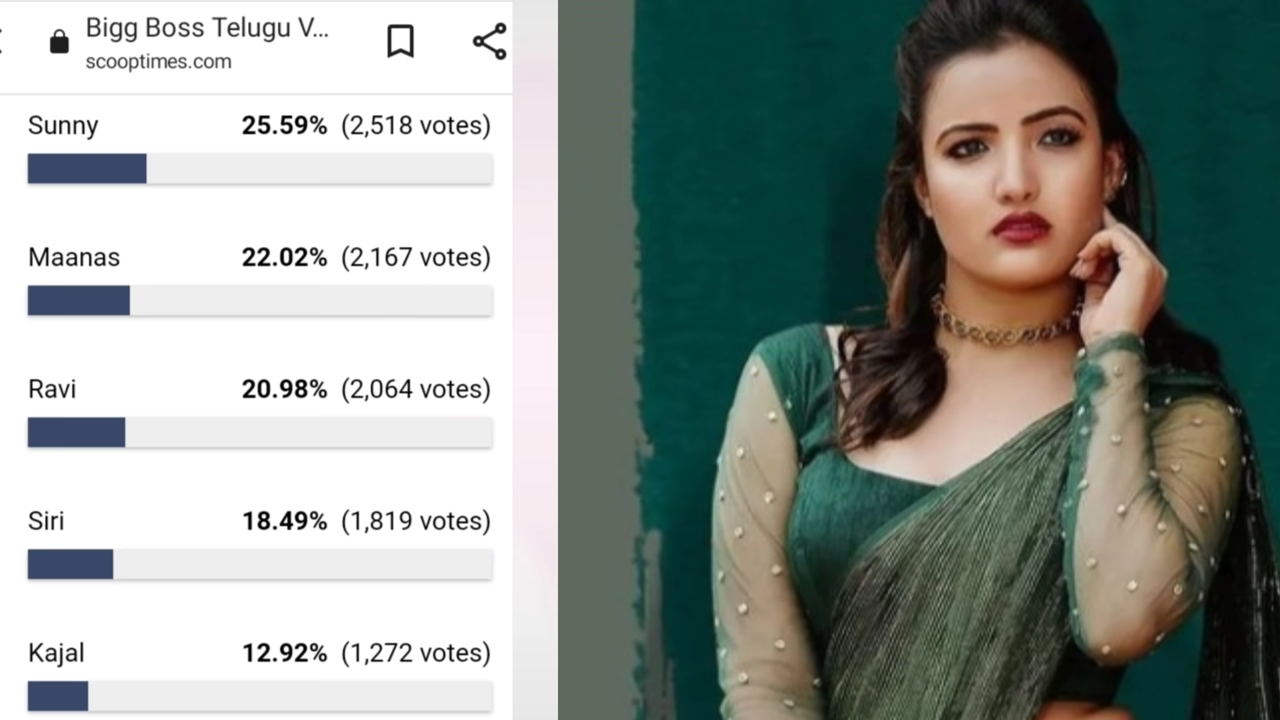 Bigg Boss Telugu V...
scooptimes.com
Sunny 25.59% (2,518 votes)
Maanas 22.02% (2,167 votes)
Ravi 20.98% (2,064 votes)
Siri 18.49% (1,819 votes)
Kajal 12.92% (1,272 votes)